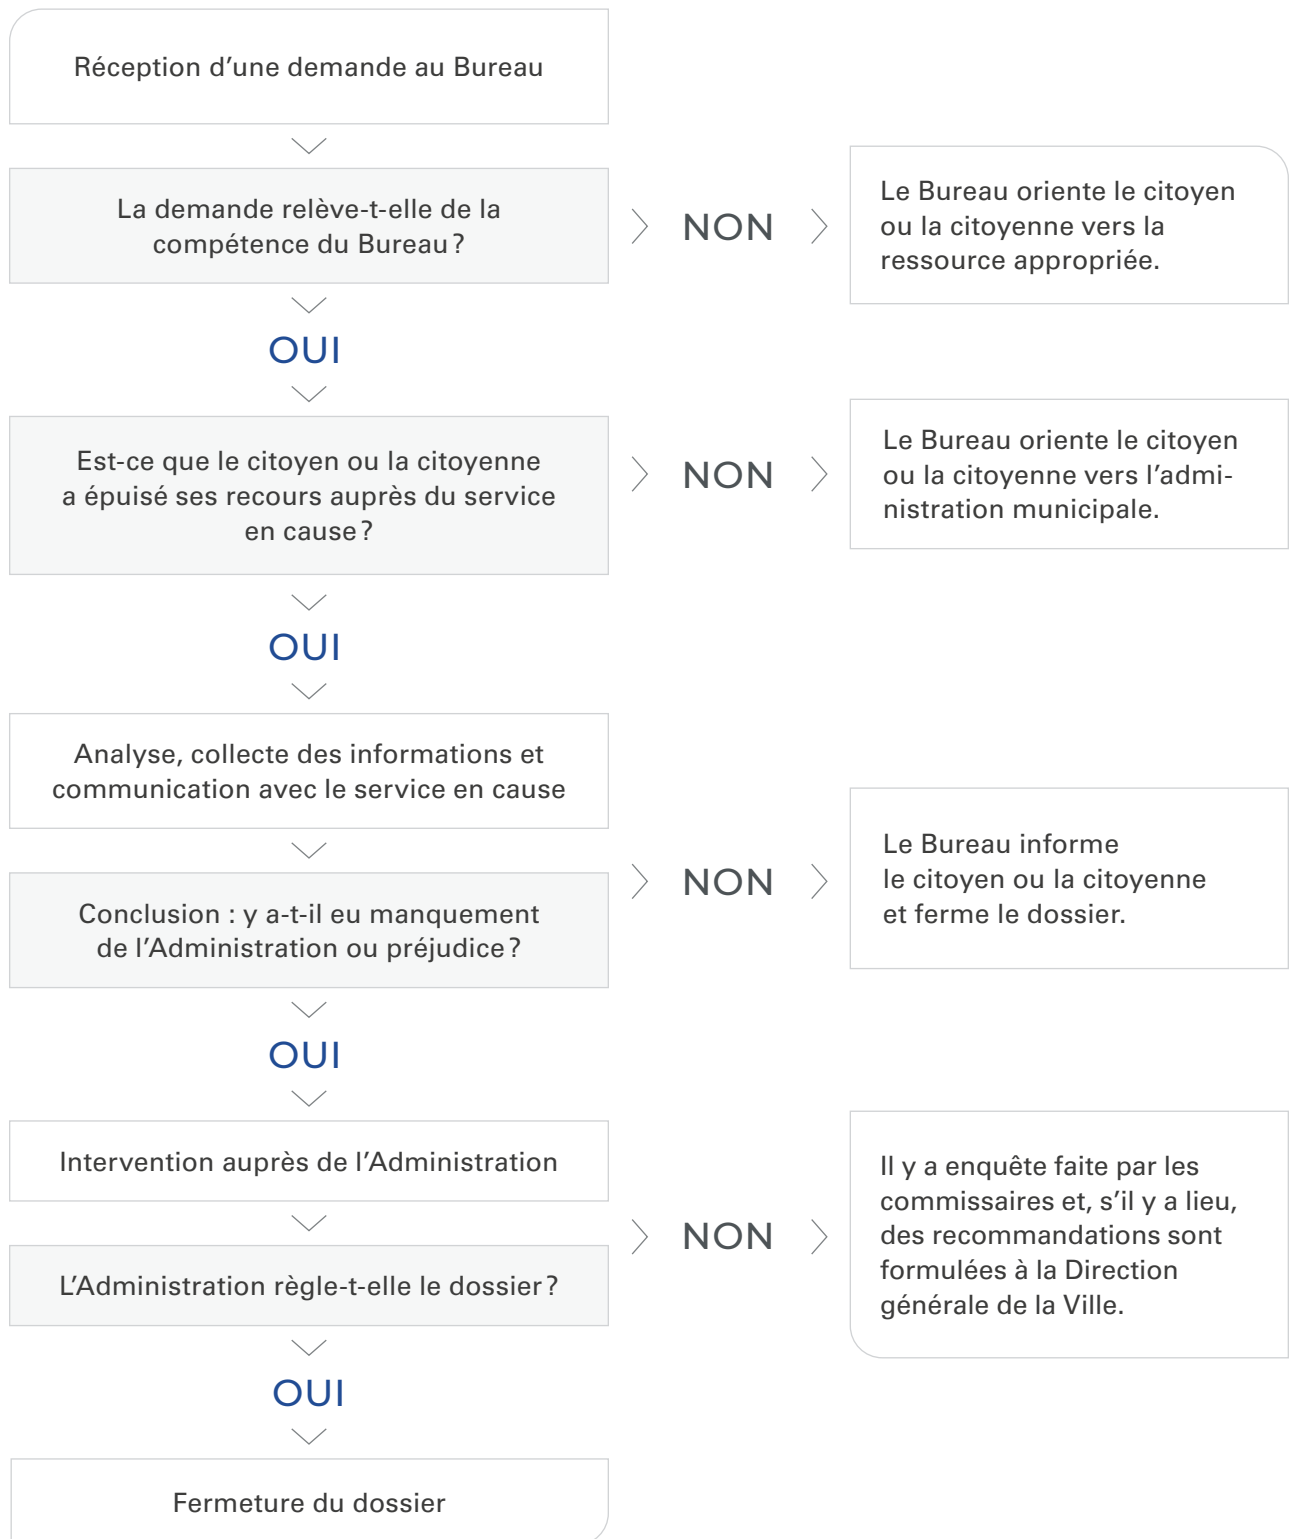 Réception d’une demande au Bureau
La demande relève-t-elle de la
compétence du Bureau ?
NON
Le Bureau oriente le citoyen
ou la citoyenne vers la
ressource appropriée.
OUI
Est-ce que le citoyen ou la citoyenne
a épuisé ses recours auprès du service
en cause ?
NON
Le Bureau oriente le citoyen
ou la citoyenne vers l’admi-
nistration municipale.
OUI
Analyse, collecte des informations et
communication avec le service en cause
Conclusion : y a-t-il eu manquement
de l’Administration ou préjudice ?
NON
Le Bureau informe
le citoyen ou la citoyenne
et ferme le dossier.
OUI
Intervention auprès de l’Administration
L’Administration règle-t-elle le dossier ?
NON
Il y a enquête faite par les
commissaires et, s’il y a lieu,
des recommandations sont
formulées à la Direction
générale de la Ville.
OUI
Fermeture du dossier